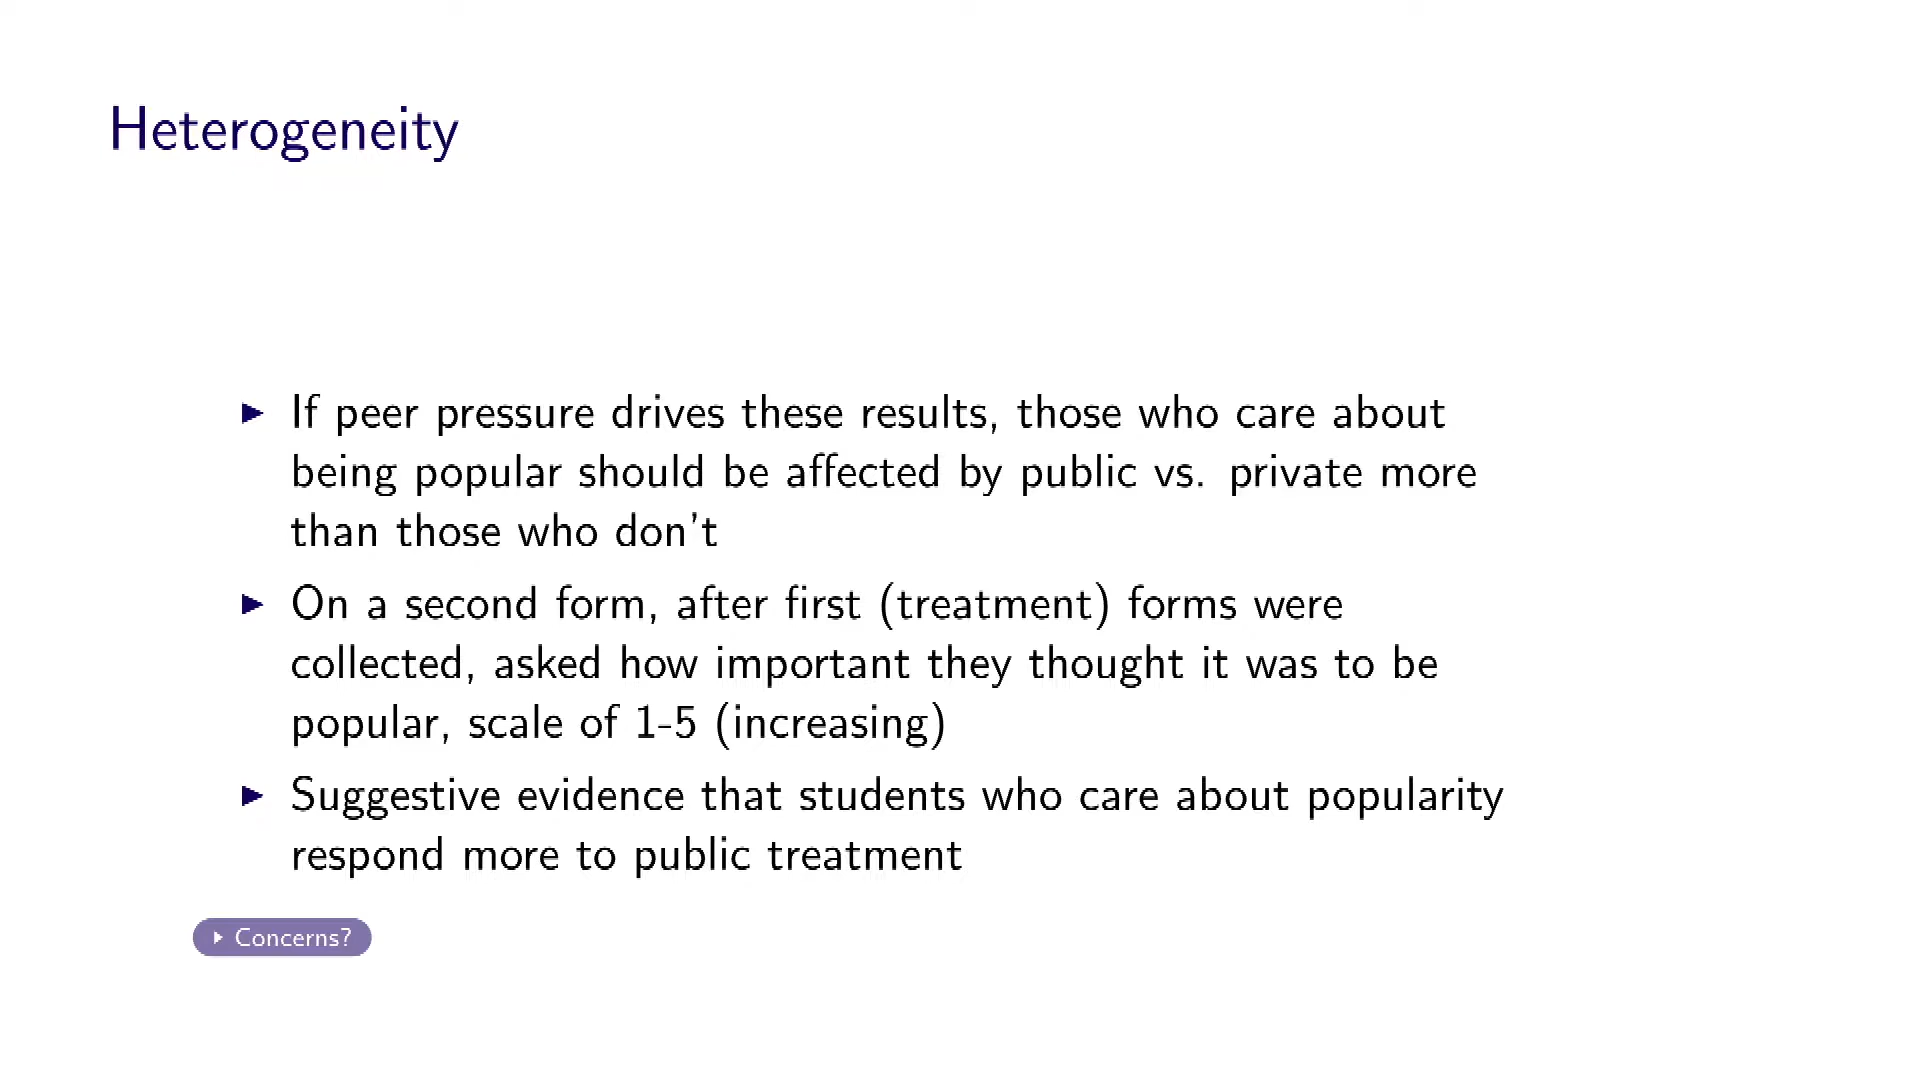 Heterogeneity
► If peer pressure drives these results, those who care about
being popular should be affected by public vs. private more
than those who don't
► On a second form, after first (treatment) forms were
collected, asked how important they thought it was to be
popular, scale of 1-5 (increasing)
► Suggestive evidence that students who care about popularity
respond more to public treatment
► Concerns?